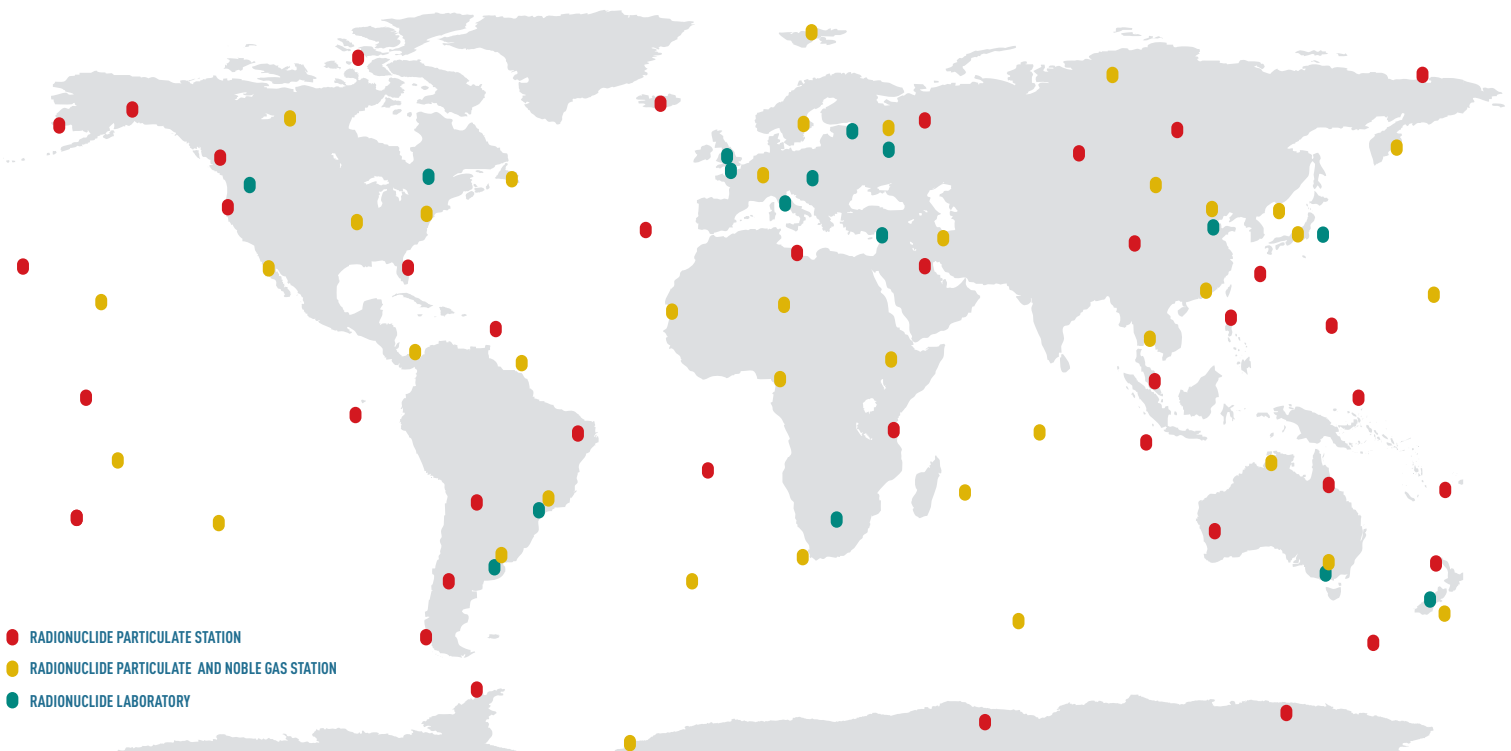 RADIONUCLIDE PARTICULATE STATION
RADIONUCLIDE PARTICULATE AND NOBLE GAS STATION
RADIONUCLIDE LABORATORY